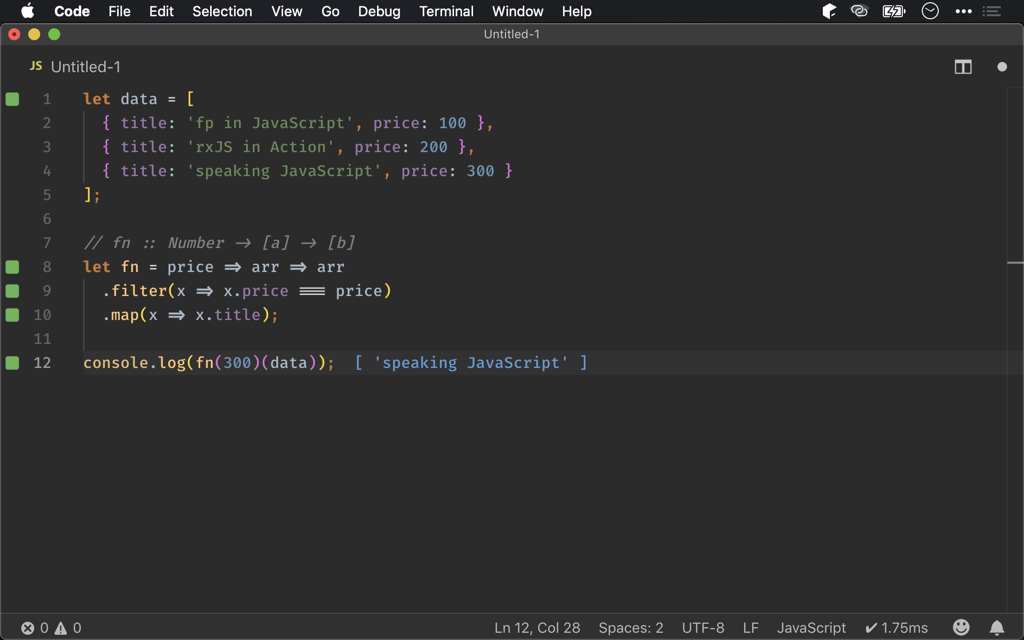 Code File Edit Selection View Go Debug Terminal Window Help
Untitled-1
JS Untitled-1
1 let data = [
2 { title: 'fp in JavaScript', price: 100 },
3 { title: 'rxJS in Action', price: 200 },
4 { title: 'speaking JavaScript', price: 300 }
5 ];
6
7 // fn :: Number → [a] → [b]
8 let fn = price ⇒ arr ⇒ arr
9 .filter(x ⇒ x.price ≡ price)
10 .map(x ⇒ x.title);
11
12 console.log(fn(300)(data)); [ 'speaking JavaScript' ]
0 0 Ln 12, Col 28 Spaces: 2 UTF-8 LF JavaScript ✔ 1.75ms